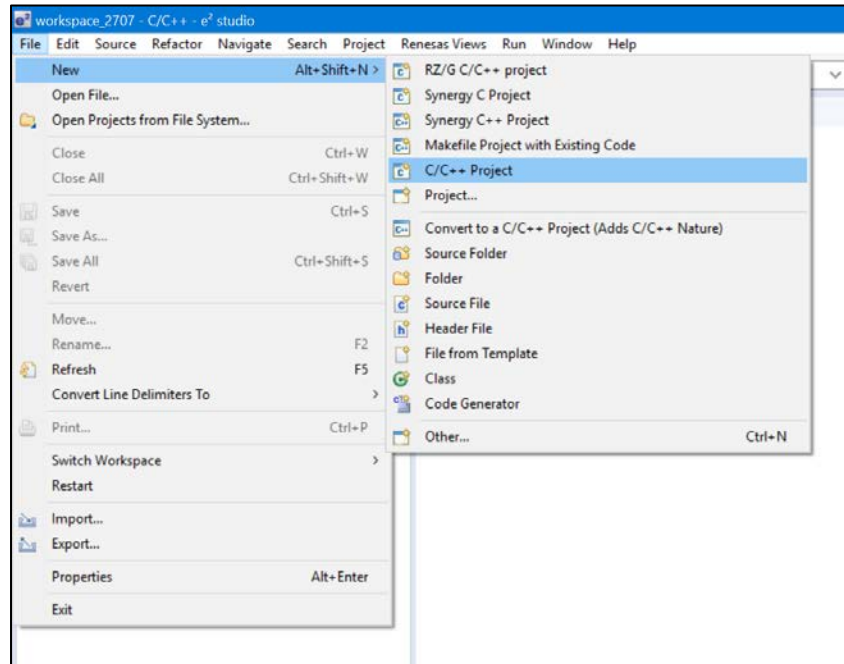 workspace_2707 - C/C++ - e² studio
File Edit Source Refactor Navigate Search Project Renesas Views Run Window Help
New Alt+Shift+N >
Open File...
Open Projects from File System...
Close Ctrl+W
Close All Ctrl+Shift+W
Save Ctrl+S
Save As...
Save All Ctrl+Shift+S
Revert
Move...
Rename... F2
Refresh F5
Convert Line Delimiters To >
Print... Ctrl+P
Switch Workspace >
Restart
Import...
Export...
Properties Alt+Enter
Exit
RZ/G C/C++ project
Synergy C Project
Synergy C++ Project
Makefile Project with Existing Code
C/C++ Project
Project...
Convert to a C/C++ Project (Adds C/C++ Nature)
Source Folder
Folder
Source File
Header File
File from Template
Class
Code Generator
Other... Ctrl+N